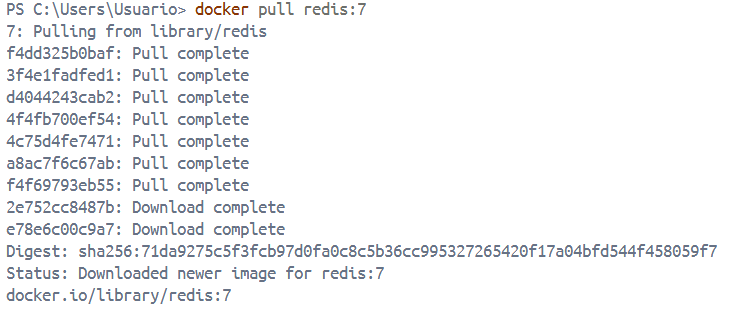 PS C:\Users\Usuario> docker pull redis:7
7: Pulling from library/redis
f4dd325b0baf: Pull complete
3f4e1fadfed1: Pull complete
d4044243cab2: Pull complete
4f4fb700ef54: Pull complete
4c75d4fe7471: Pull complete
a8ac7f6c67ab: Pull complete
f4f69793eb55: Pull complete
2e752cc8487b: Download complete
e78e6c00c9a7: Download complete
Digest: sha256:71da9275c5f3fcb97d0fa0c8c5b36cc995327265420f17a04bfd544f458059f7
Status: Downloaded newer image for redis:7
docker.io/library/redis:7